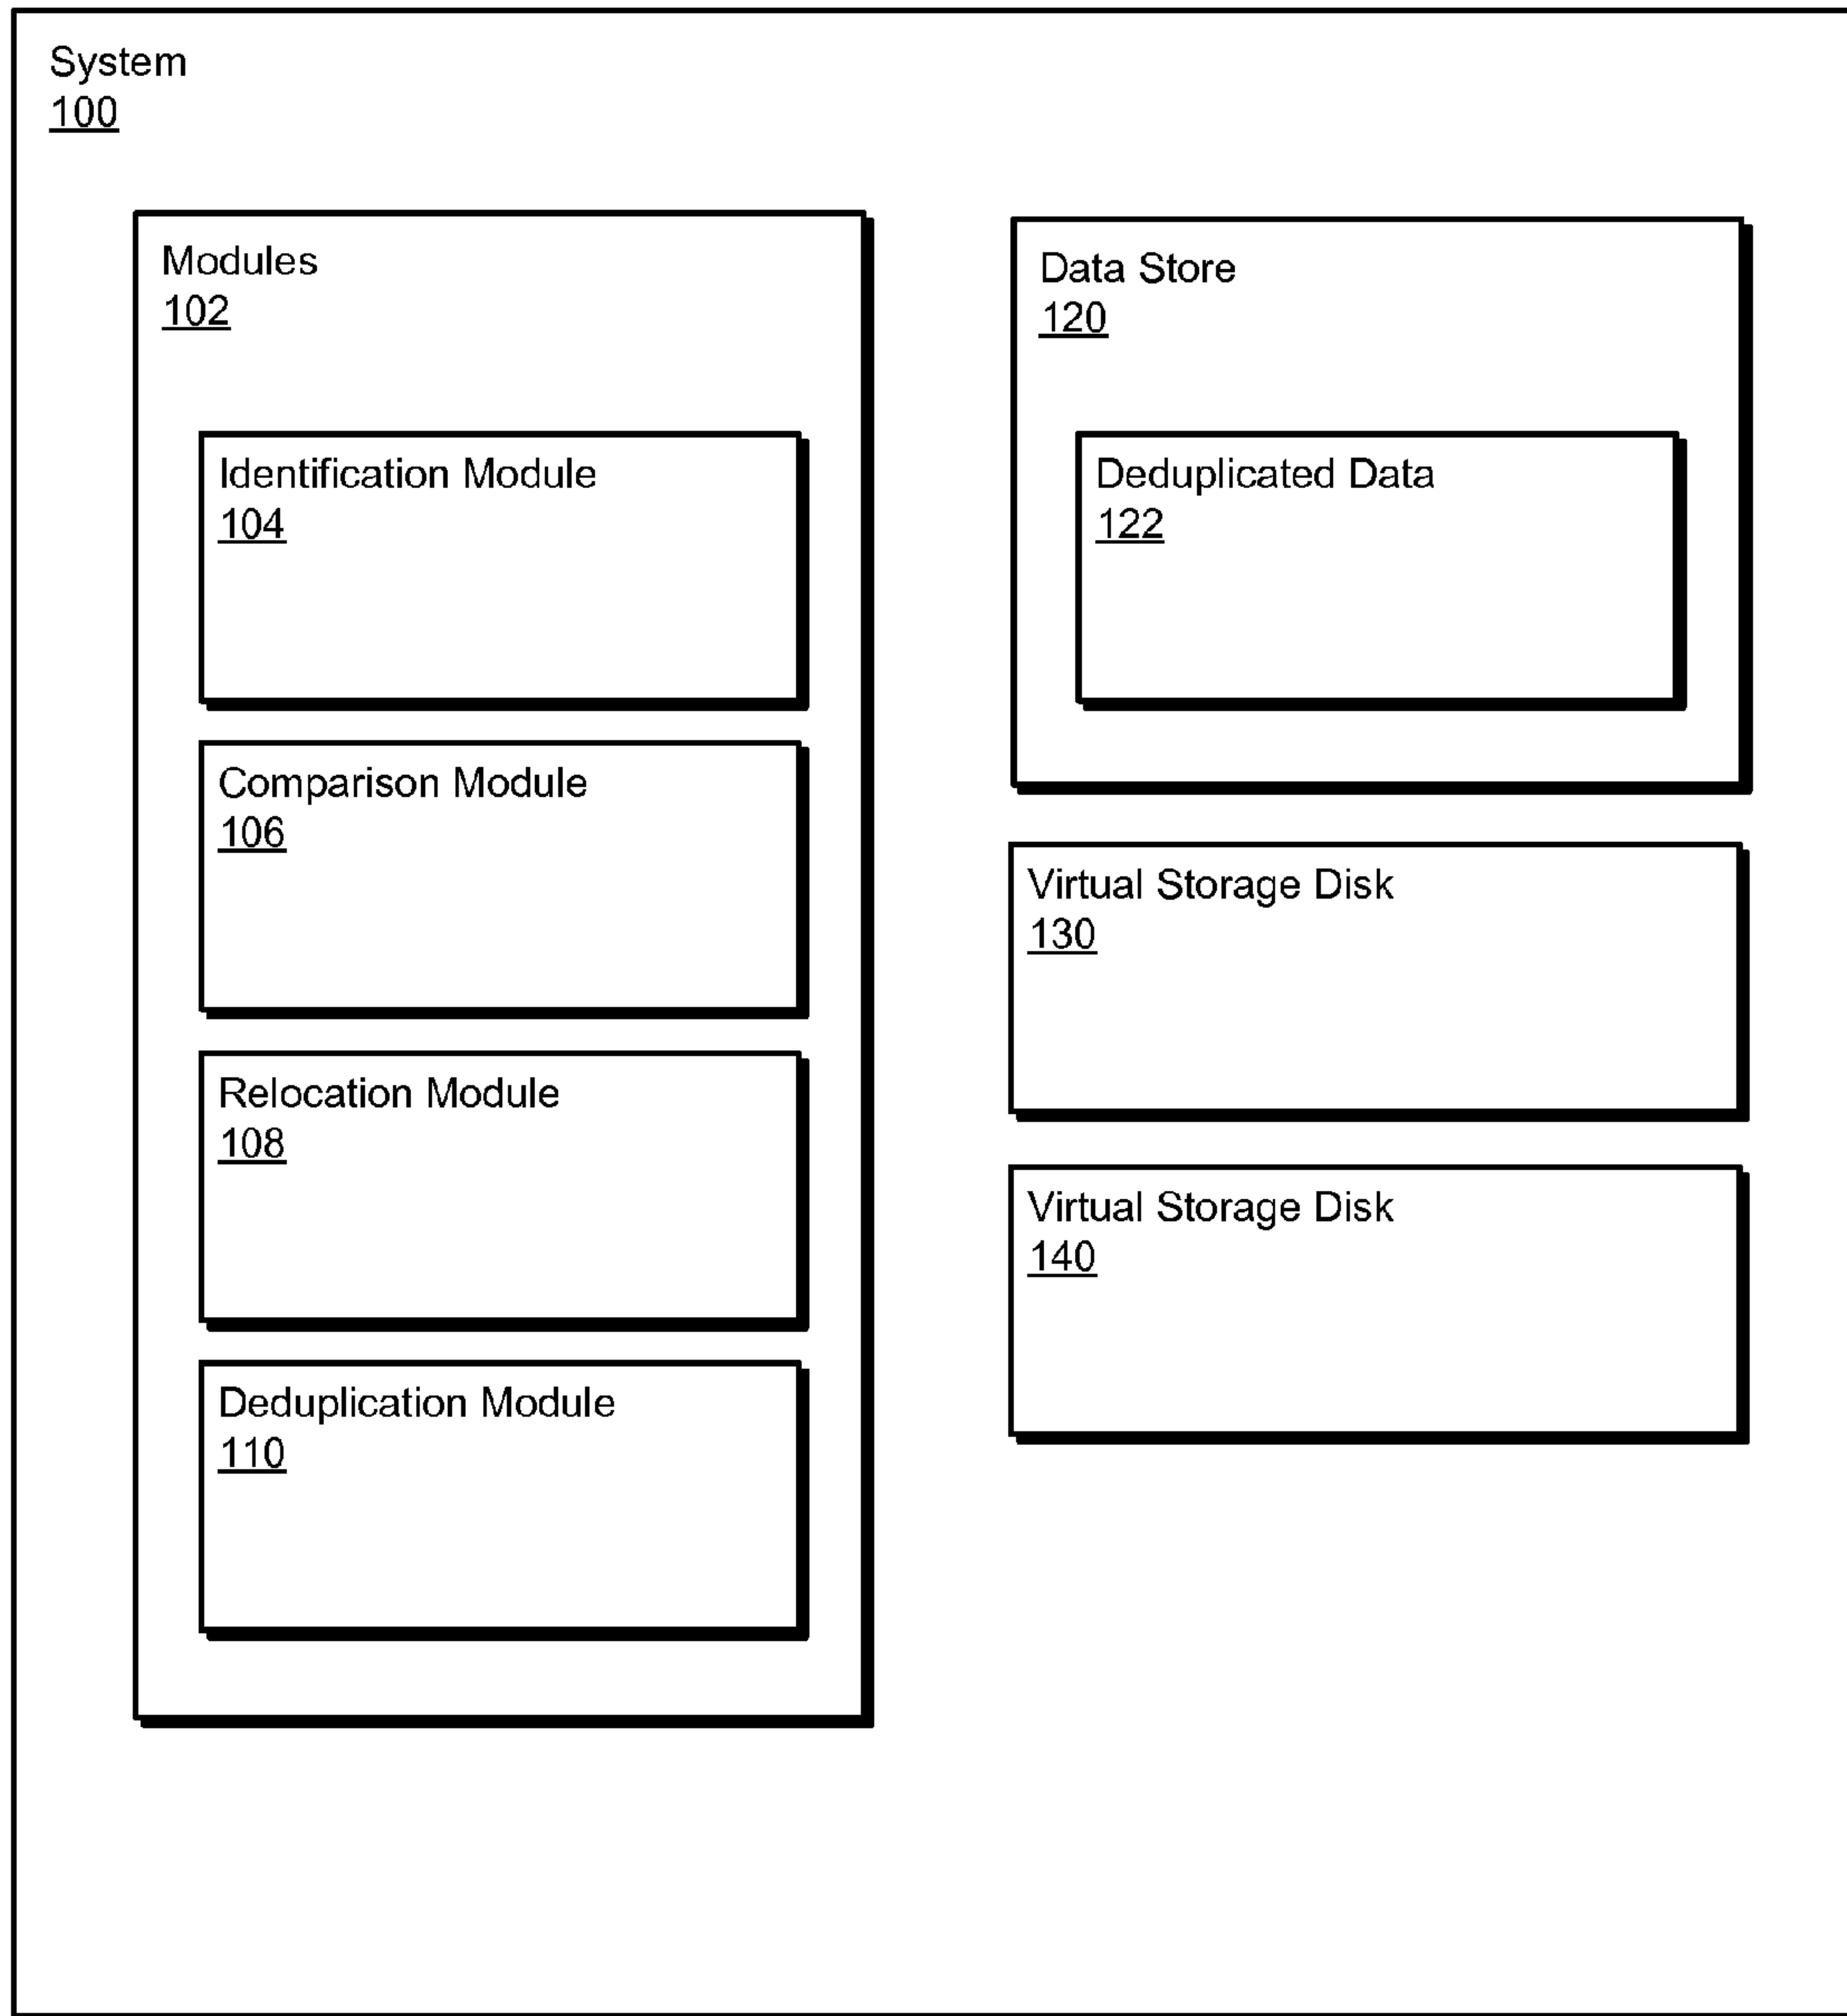 System
100
Modules
102
Identification Module
104
Comparison Module
106
Relocation Module
108
Deduplication Module
110
Data Store
120
Deduplicated Data
122
Virtual Storage Disk
130
Virtual Storage Disk
140